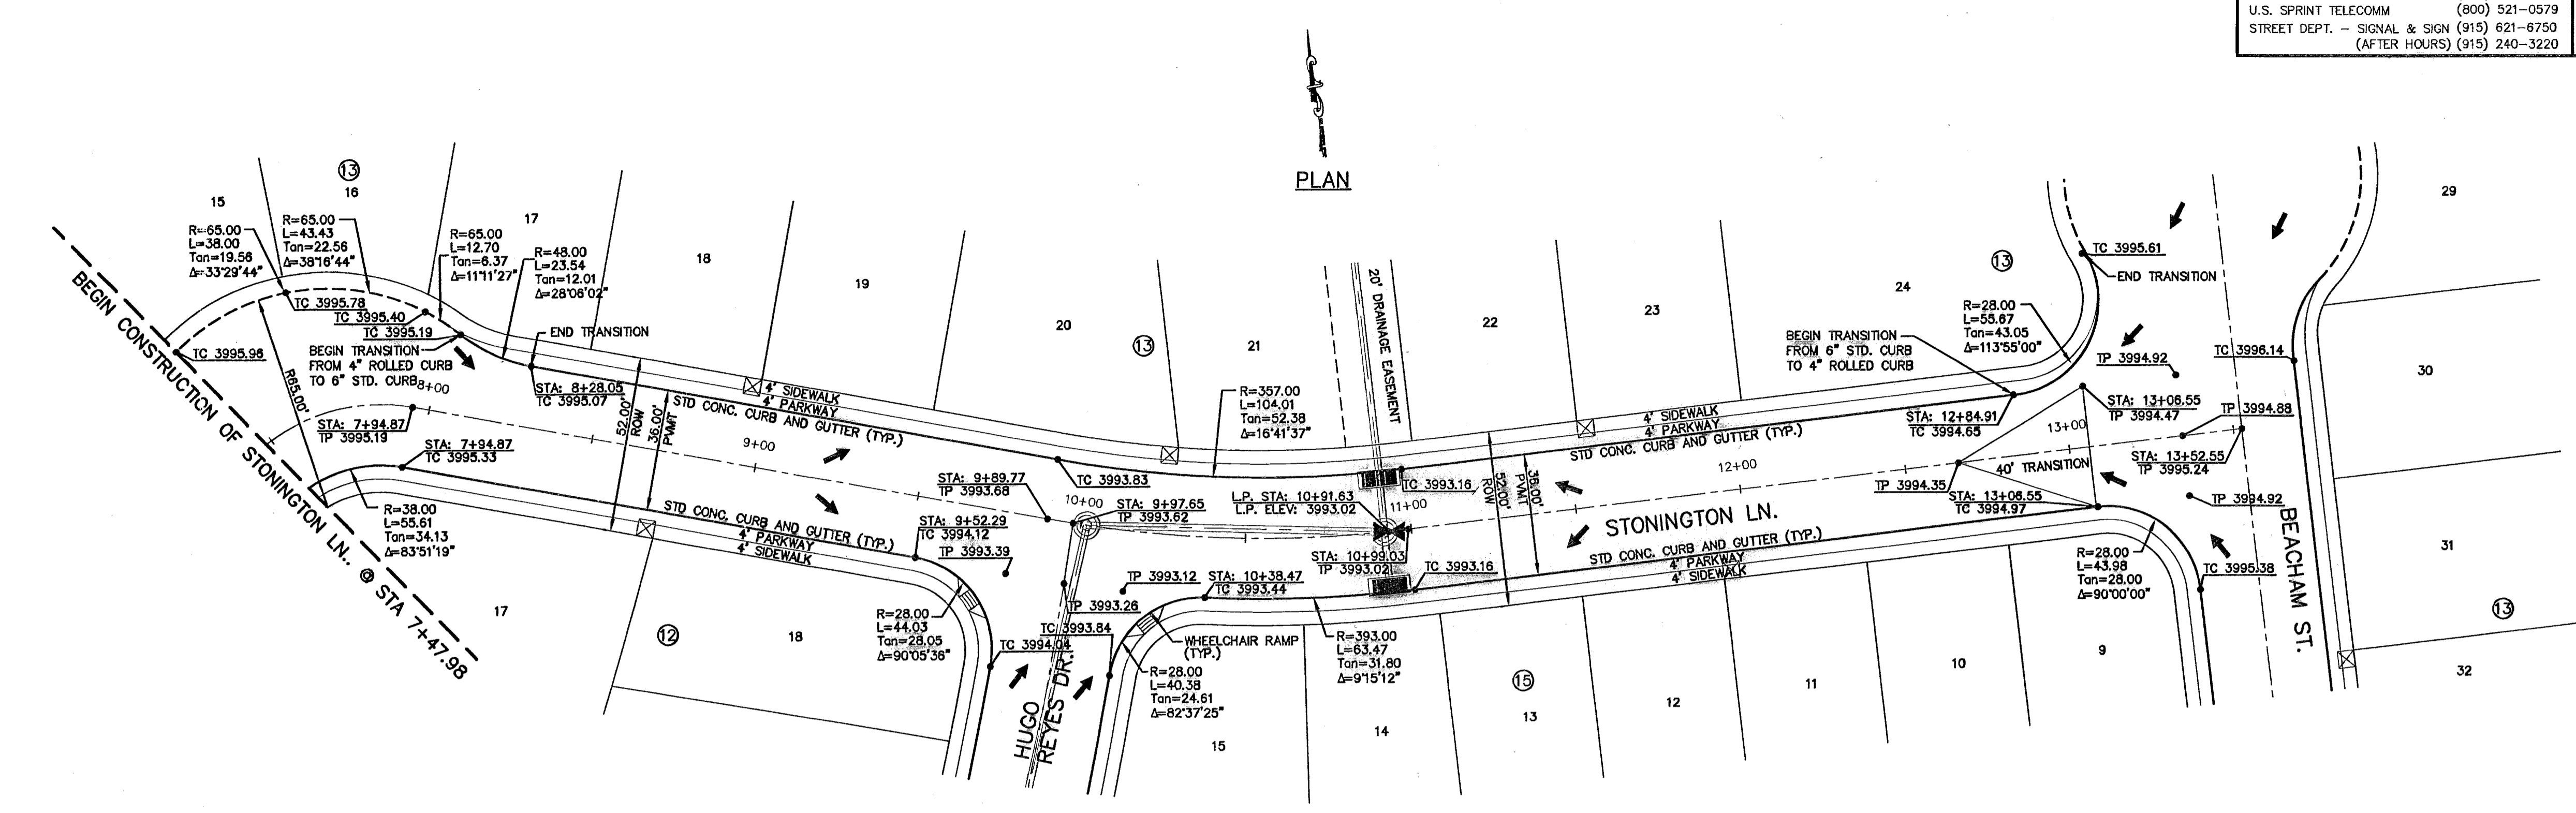 U.S. SPRINT TELECOMM (800) 521-0579
STREET DEPT. - SIGNAL & SIGN (915) 621-6750
(AFTER HOURS) (915) 240-3220
PLAN
BEGIN CONSTRUCTION OF STONINGTON LN. @ STA 7+47.98
15
13
16
17
18
19
20
13
21
22
23
24
13
29
30
31
13
32
R=65.00
L=38.00
Tan=19.56
Δ=33°29'44"
R=65.00
L=43.43
Tan=22.56
Δ=38°16'44"
R=65.00
L=12.70
Tan=6.37
Δ=11°11'27"
R=48.00
L=23.54
Tan=12.01
Δ=28°06'02"
TC 3995.78
TC 3995.40
TC 3995.19
TC 3995.96
R65.00'
END TRANSITION
BEGIN TRANSITION
FROM 4" ROLLED CURB
TO 6" STD. CURB
8+00
STA: 8+28.05
TC 3995.07
STA: 7+94.87
TP 3995.19
STA: 7+94.87
TC 3995.33
R=38.00
L=55.61
Tan=34.13
Δ=83°51'19"
52.00'
ROW
36.00'
PVMT
4' SIDEWALK
4' PARKWAY
STD CONC. CURB AND GUTTER (TYP.)
9+00
STD CONC. CURB AND GUTTER (TYP.)
4' PARKWAY
4' SIDEWALK
17
12
18
STA: 9+89.77
TP 3993.68
TC 3993.83
10+00
STA: 9+97.65
TP 3993.62
STA: 9+52.29
TC 3994.12
TP 3993.39
R=28.00
L=44.03
Tan=28.05
Δ=90°05'36"
TC 3994.04
HUGO
REYES DR.
TP 3993.26
TC 3993.84
TP 3993.12
STA: 10+38.47
TC 3993.44
WHEELCHAIR RAMP
(TYP.)
R=28.00
L=40.38
Tan=24.61
Δ=82°37'25"
R=357.00
L=104.01
Tan=52.38
Δ=16°41'37"
20' DRAINAGE EASEMENT
L.P. STA: 10+91.63
L.P. ELEV: 3993.02
11+00
STA: 10+99.03
TP 3993.02
TC 3993.16
TC 3993.16
R=393.00
L=63.47
Tan=31.80
Δ=9°15'12"
52.00'
ROW
36.00'
PVMT
4' SIDEWALK
4' PARKWAY
STD CONC. CURB AND GUTTER (TYP.)
12+00
STONINGTON LN.
STD CONC. CURB AND GUTTER (TYP.)
4' PARKWAY
4' SIDEWALK
15
14
15
13
12
11
10
9
BEGIN TRANSITION
FROM 6" STD. CURB
TO 4" ROLLED CURB
R=28.00
L=55.67
Tan=43.05
Δ=113°55'00"
TC 3995.61
END TRANSITION
TP 3994.92
TC 3996.14
STA: 12+84.91
TC 3994.65
STA: 13+06.55
TP 3994.47
TP 3994.88
13+00
40' TRANSITION
STA: 13+52.55
TP 3995.24
TP 3994.35
STA: 13+06.55
TC 3994.97
TP 3994.92
R=28.00
L=43.98
Tan=28.00
Δ=90°00'00"
TC 3995.38
BEACHAM ST.